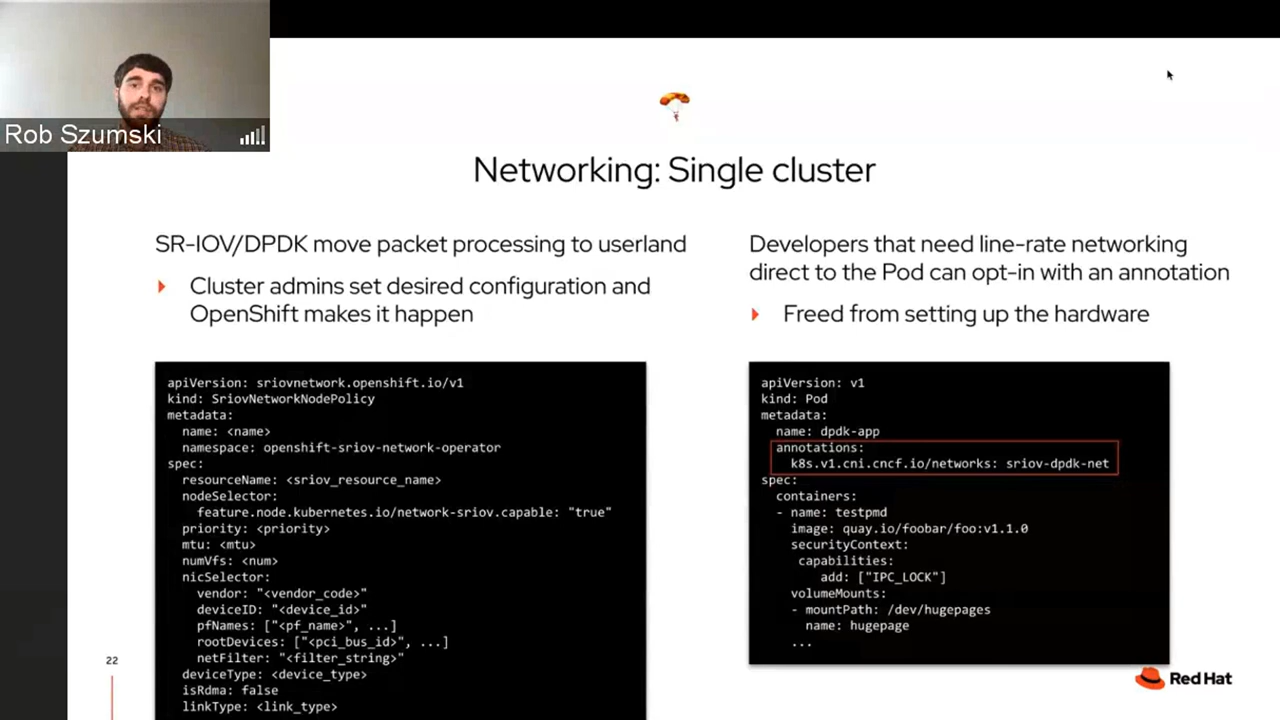 Rob Szumski
Networking: Single cluster
SR-IOV/DPDK move packet processing to userland
Cluster admins set desired configuration and
OpenShift makes it happen
apiVersion: sriovnetwork.openshift.io/v1
kind: SriovNetworkNodePolicy
metadata:
name: <name>
namespace: openshift-sriov-network-operator
spec:
resourceName: <sriov_resource_name>
nodeSelector:
feature.node.kubernetes.io/network-sriov.capable: "true"
priority: <priority>
mtu: <mtu>
numVfs: <num>
nicSelector:
vendor: "<vendor_code>"
deviceID: "<device_id>"
pfNames: ["<pf_name>", ...]
rootDevices: ["<pci_bus_id>", ...]
netFilter: "<filter_string>"
deviceType: <device_type>
isRdma: false
linkType: <link_type>
Developers that need line-rate networking
direct to the Pod can opt-in with an annotation
Freed from setting up the hardware
apiVersion: v1
kind: Pod
metadata:
name: dpdk-app
annotations:
k8s.v1.cni.cncf.io/networks: sriov-dpdk-net
spec:
containers:
- name: testpmd
image: quay.io/foobar/foo:v1.1.0
securityContext:
capabilities:
add: ["IPC_LOCK"]
volumeMounts:
- mountPath: /dev/hugepages
name: hugepage
...
22
Red Hat